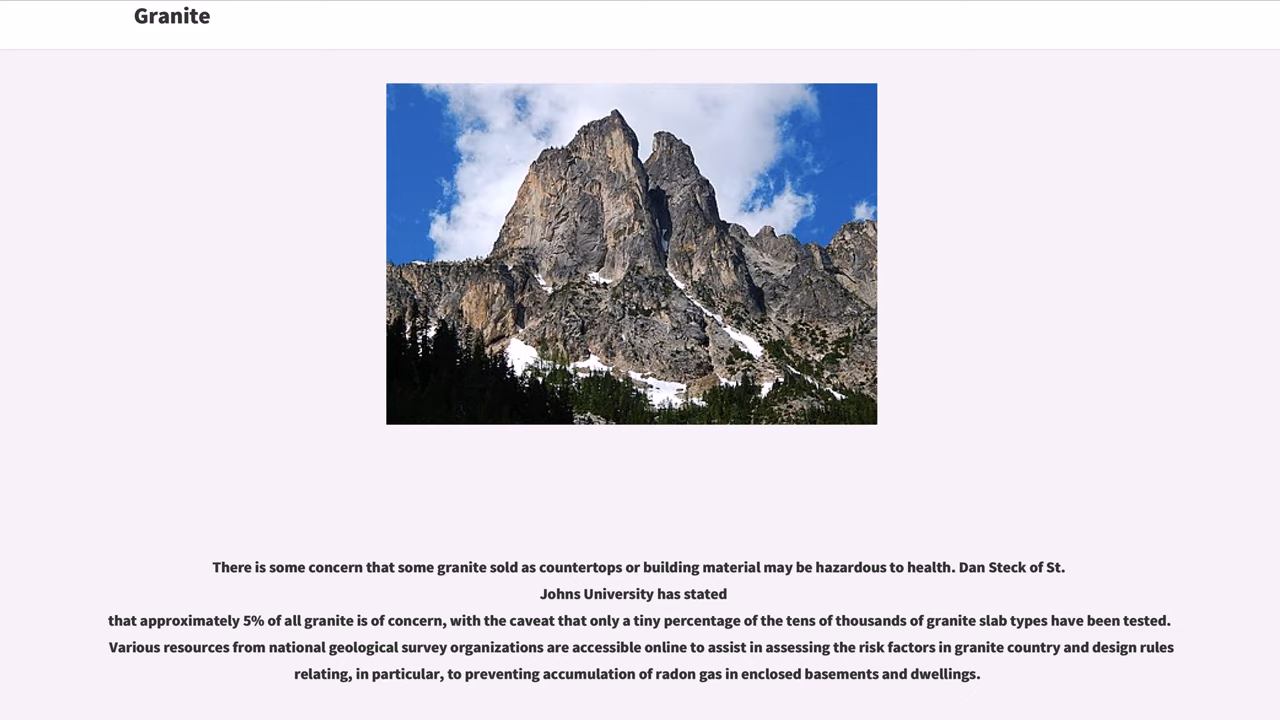 Granite
There is some concern that some granite sold as countertops or building material may be hazardous to health. Dan Steck of St.
Johns University has stated
that approximately 5% of all granite is of concern, with the caveat that only a tiny percentage of the tens of thousands of granite slab types have been tested.
Various resources from national geological survey organizations are accessible online to assist in assessing the risk factors in granite country and design rules
relating, in particular, to preventing accumulation of radon gas in enclosed basements and dwellings.